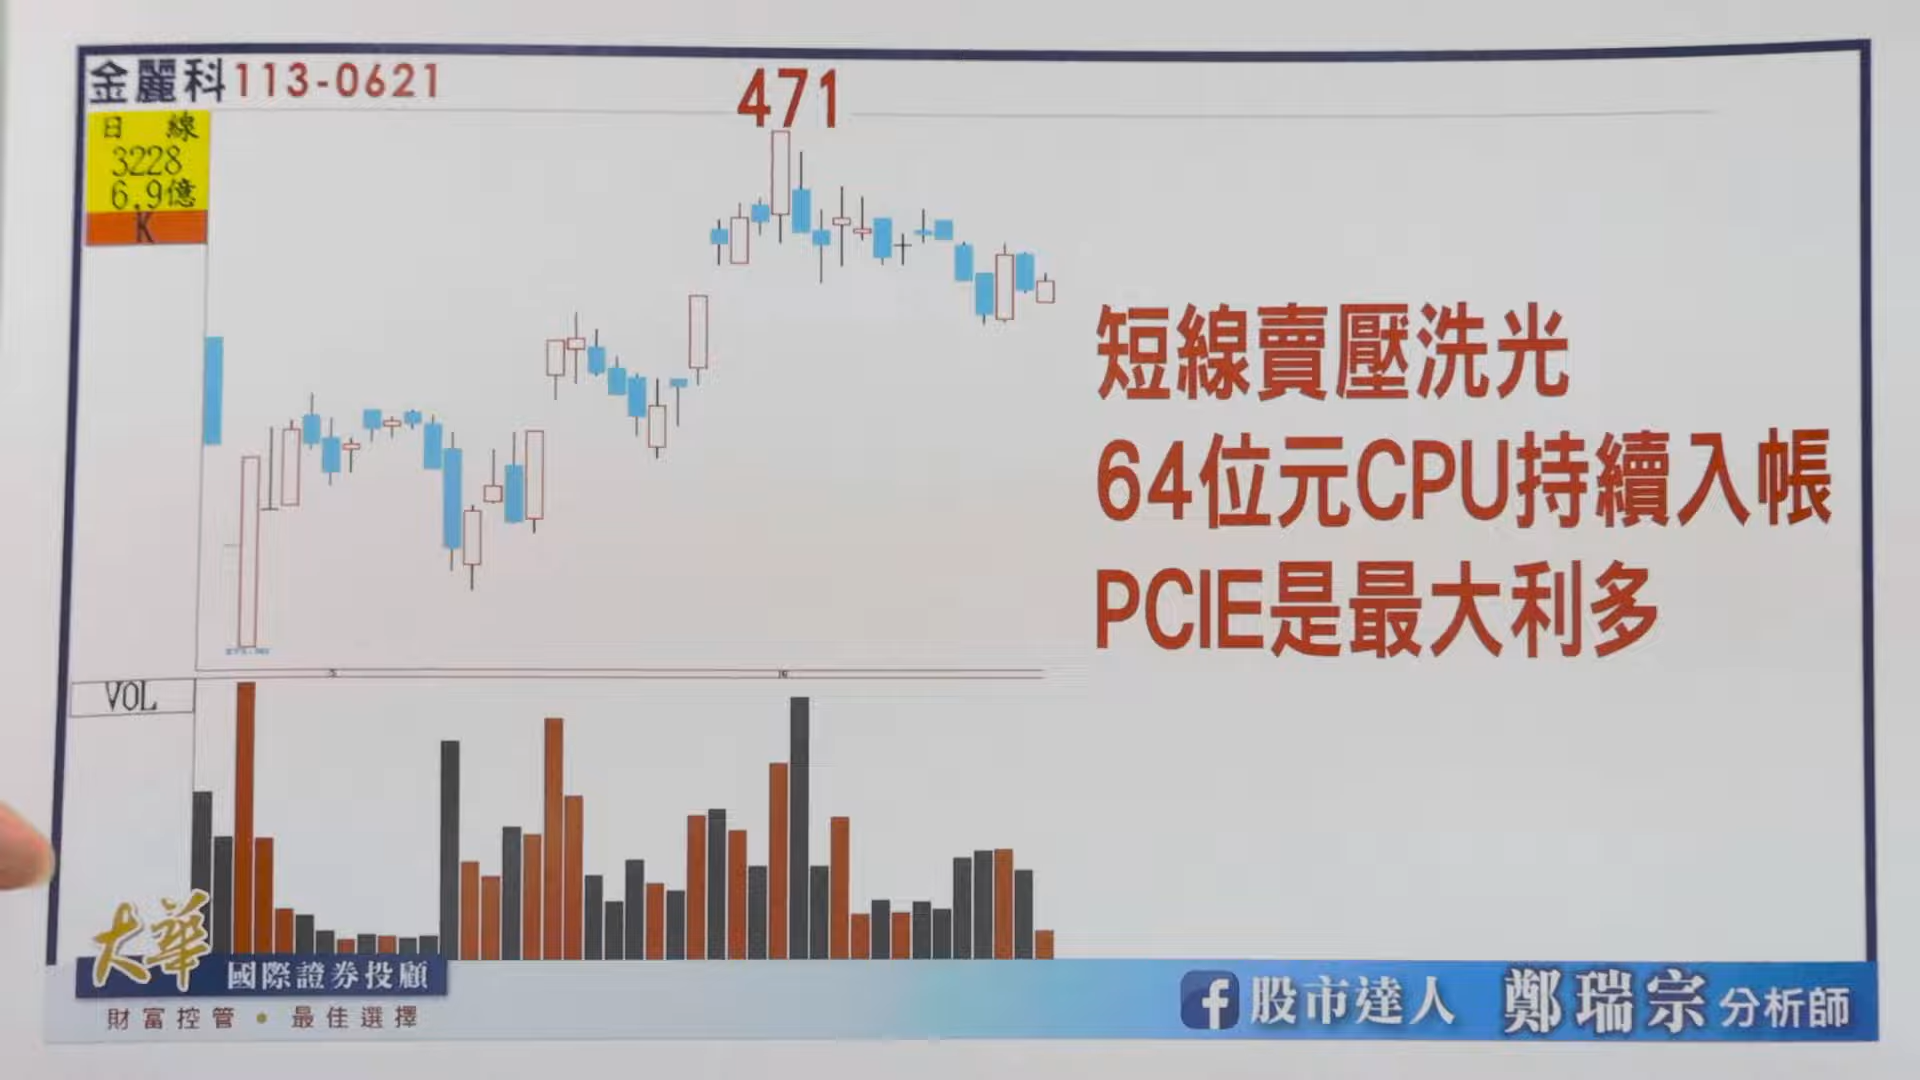 金麗科113-0621
471
日 線
3228
6.9億
K
短線賣壓洗光
64位元CPU持續入帳
PCIE是最大利多
VOL
大華
國際證券投顧
財富控管•最佳選擇
股市達人 鄭瑞宗 分析師